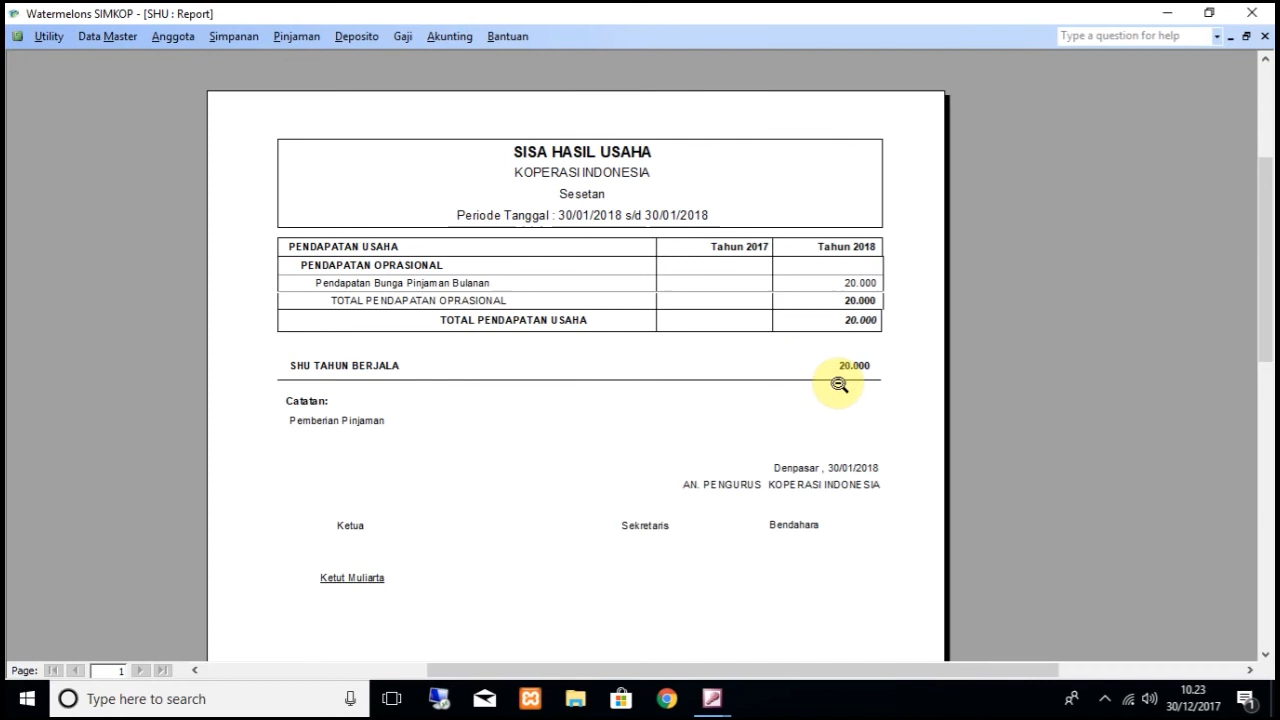 Watermelons SIMKOP - [SHU : Report]
Utility Data Master Anggota Simpanan Pinjaman Deposito Gaji Akunting Bantuan Type a question for help
SISA HASIL USAHA
KOPERASI INDONESIA
Sesetan
Periode Tanggal : 30/01/2018 s/d 30/01/2018
PENDAPATAN USAHA Tahun 2017 Tahun 2018
PENDAPATAN OPRASIONAL
Pendapatan Bunga Pinjaman Bulanan 20.000
TOTAL PENDAPATAN OPRASIONAL 20.000
TOTAL PENDAPATAN USAHA 20.000
SHU TAHUN BERJALA 20.000
Catatan:
Pemberian Pinjaman
Denpasar , 30/01/2018
AN. PENGURUS KOPERASI INDONESIA
Ketua Sekretaris Bendahara
Ketut Muliarta
Page: 1
Type here to search 10.23
30/12/2017 1